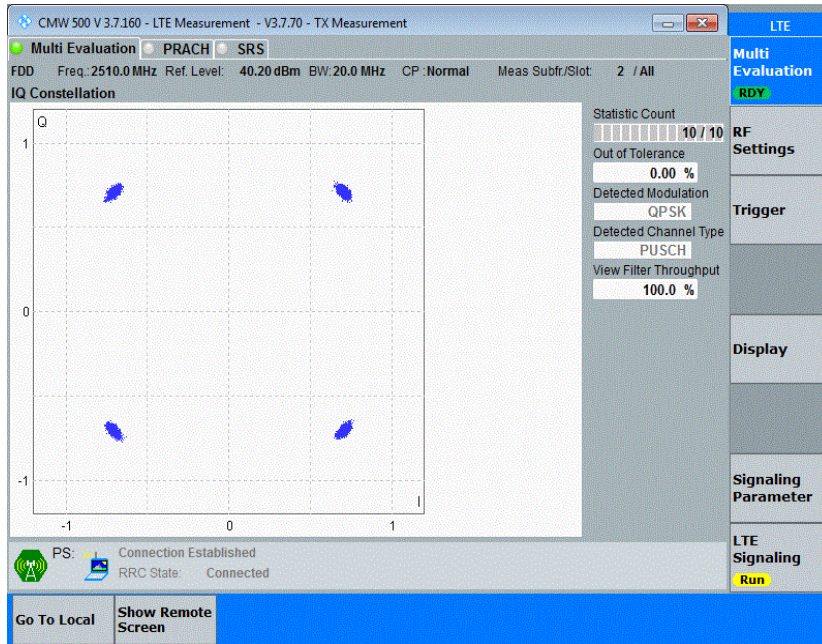 CMW 500 V 3.7.160 - LTE Measurement - V3.7.70 - TX Measurement
LTE
Multi Evaluation PRACH SRS
FDD Freq.:2510.0 MHz Ref. Level: 40.20 dBm BW:20.0 MHz CP :Normal Meas Subfr./Slot: 2 / All
IQ Constellation
Q
1
0
-1
-1 0 1
I
Statistic Count
10 / 10
Out of Tolerance
0.00 %
Detected Modulation
QPSK
Detected Channel Type
PUSCH
View Filter Throughput
100.0 %
Multi
Evaluation
RDY
RF
Settings
Trigger
Display
Signaling
Parameter
LTE
Signaling
Run
PS: Connection Established
RRC State: Connected
Go To Local
Show Remote
Screen